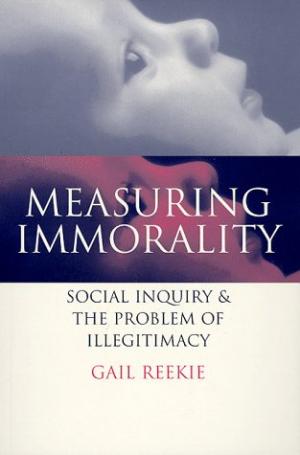 MEASURING
IMMORALITY
SOCIAL INQUIRY &
THE PROBLEM OF
ILLEGITIMACY
GAIL REEKIE